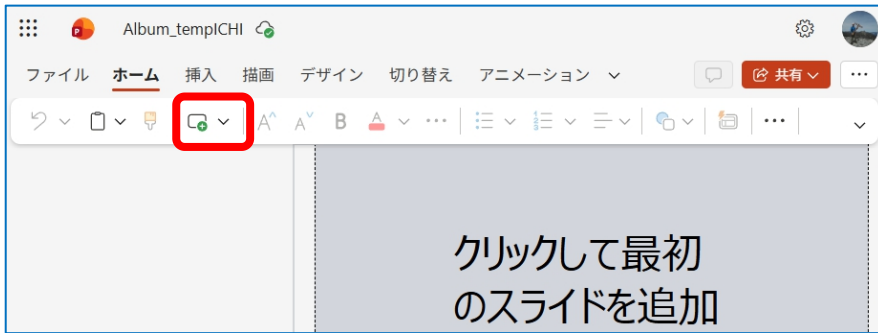 Album_tempICHI
ファイル ホーム 挿入 描画 デザイン 切り替え アニメーション 共有 …
A A B A … …
クリックして最初
のスライドを追加